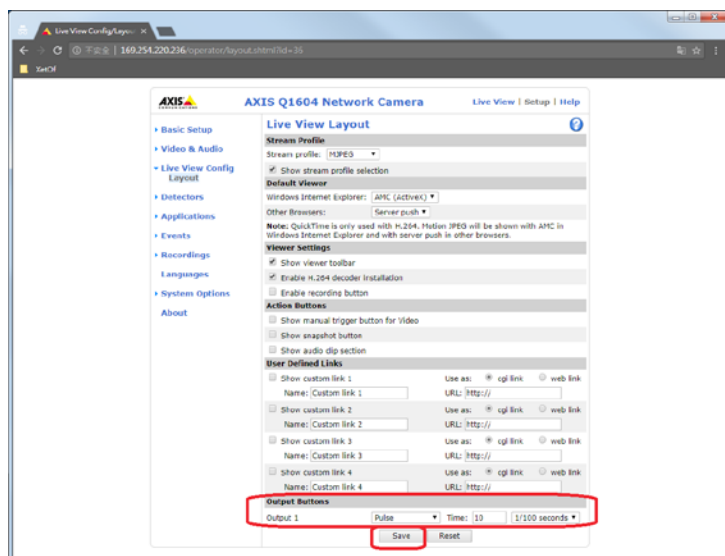 Live View Config/Layou
不安全 | 169.254.220.236/operator/layout.shtml?id=36
XetOf
AXIS
COMMUNICATIONS
AXIS Q1604 Network Camera
Live View | Setup | Help
Basic Setup
Video & Audio
Live View Config
Layout
Detectors
Applications
Events
Recordings
Languages
System Options
About
Live View Layout
?
Stream Profile
Stream profile: MJPEG
Show stream profile selection
Default Viewer
Windows Internet Explorer: AMC (ActiveX)
Other Browsers: Server push
Note: QuickTime is only used with H.264. Motion JPEG will be shown with AMC in
Windows Internet Explorer and with server push in other browsers.
Viewer Settings
Show viewer toolbar
Enable H.264 decoder installation
Enable recording button
Action Buttons
Show manual trigger button for Video
Show snapshot button
Show audio clip section
User Defined Links
Show custom link 1 Use as: cgi link web link
Name: Custom link 1 URL: http://
Show custom link 2 Use as: cgi link web link
Name: Custom link 2 URL: http://
Show custom link 3 Use as: cgi link web link
Name: Custom link 3 URL: http://
Show custom link 4 Use as: cgi link web link
Name: Custom link 4 URL: http://
Output Buttons
Output 1 Pulse Time: 10 1/100 seconds
Save Reset